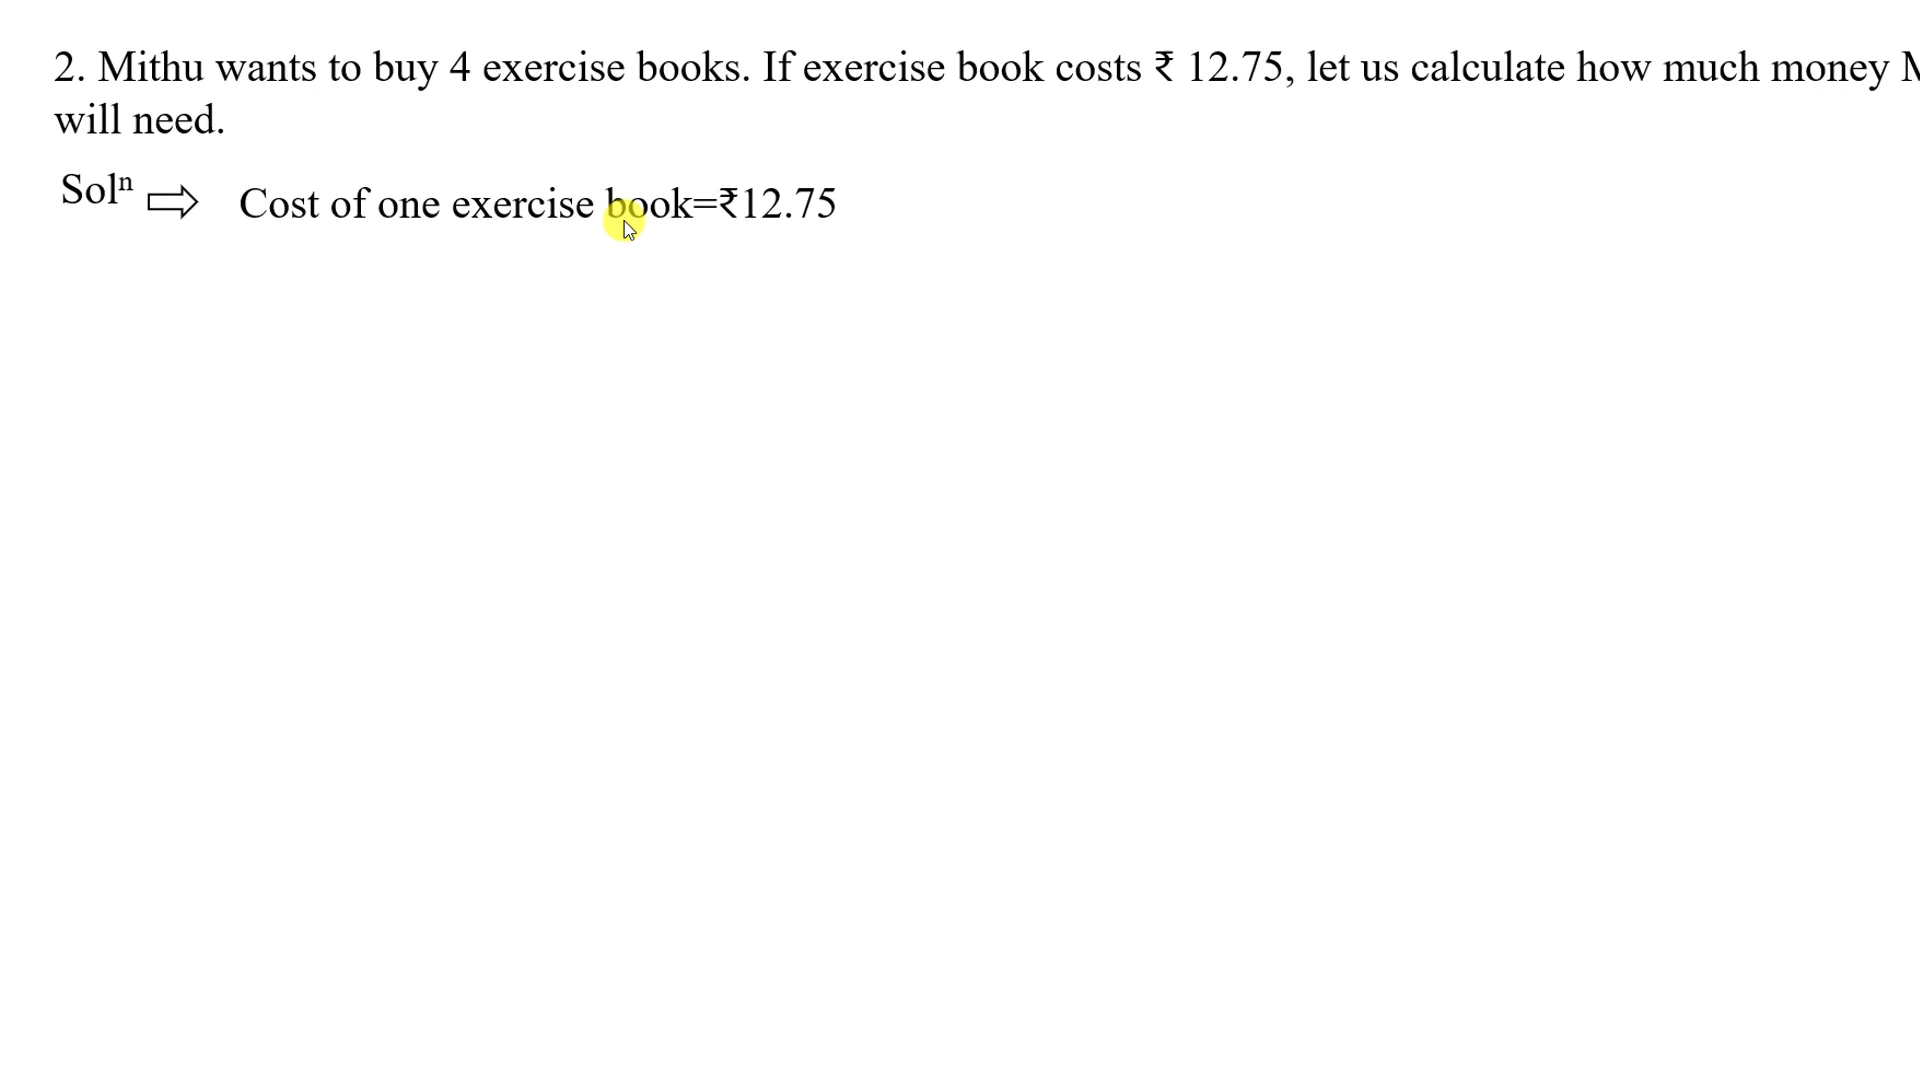 2. Mithu wants to buy 4 exercise books. If exercise book costs ₹ 12.75, let us calculate how much money
will need.
Solⁿ ⇨ Cost of one exercise book=₹12.75